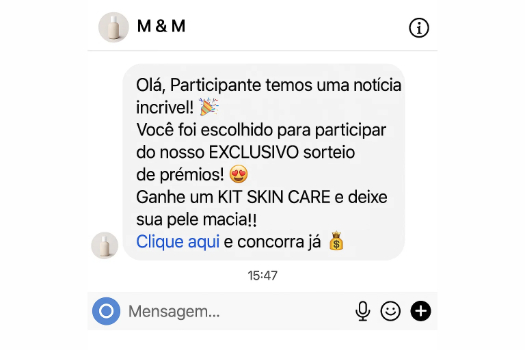 M & M
Olá, Participante temos uma notícia
incrivel! 🎉
Você foi escolhido para participar
do nosso EXCLUSIVO sorteio
de prémios! 😍
Ganhe um KIT SKIN CARE e deixe
sua pele macia!!
Clique aqui e concorra já 💰
15:47
Mensagem...